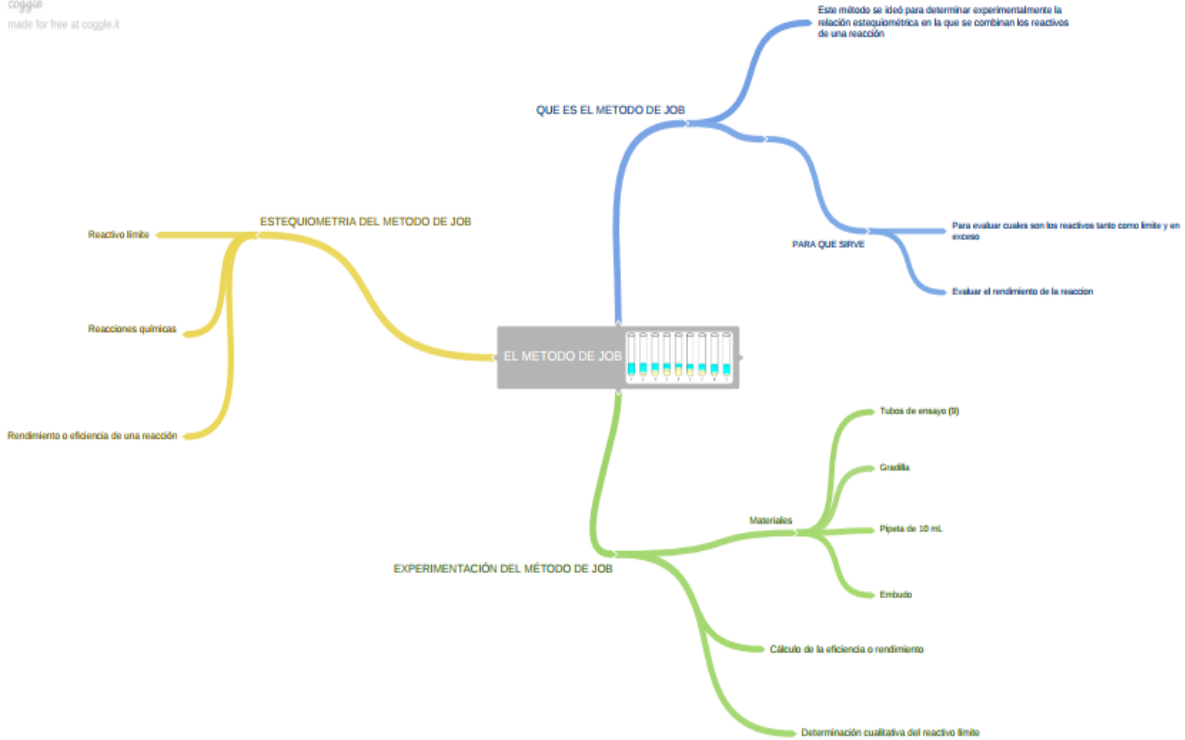 coggle
made for free at coggle.it
Este método se ideó para determinar experimentalmente la
relación estequiométrica en la que se combinan los reactivos
de una reacción
QUE ES EL METODO DE JOB
ESTEQUIOMETRIA DEL METODO DE JOB
Reactivo límite
Para evaluar cuales son los reactivos tanto como limite y en
exceso
PARA QUE SIRVE
Evaluar el rendimiento de la reaccion
Reacciones químicas
EL METODO DE JOB
Rendimiento o eficiencia de una reacción
Tubos de ensayo (9)
Gradilla
Materiales
Pipeta de 10 mL
EXPERIMENTACIÓN DEL MÉTODO DE JOB
Embudo
Cálculo de la eficiencia o rendimiento
Determinación cualitativa del reactivo límite